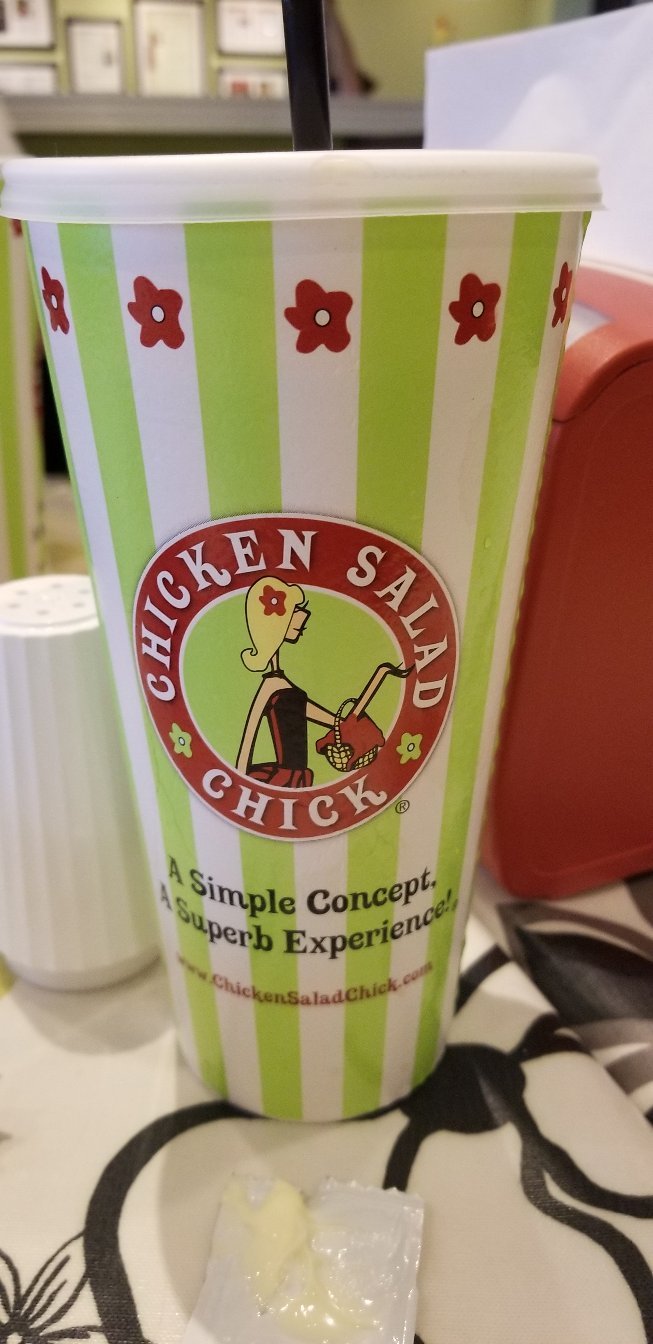 CHICKEN SALAD
CHICK ®
A Simple Concept,
A Superb Experience!
www.ChickenSaladChick.com